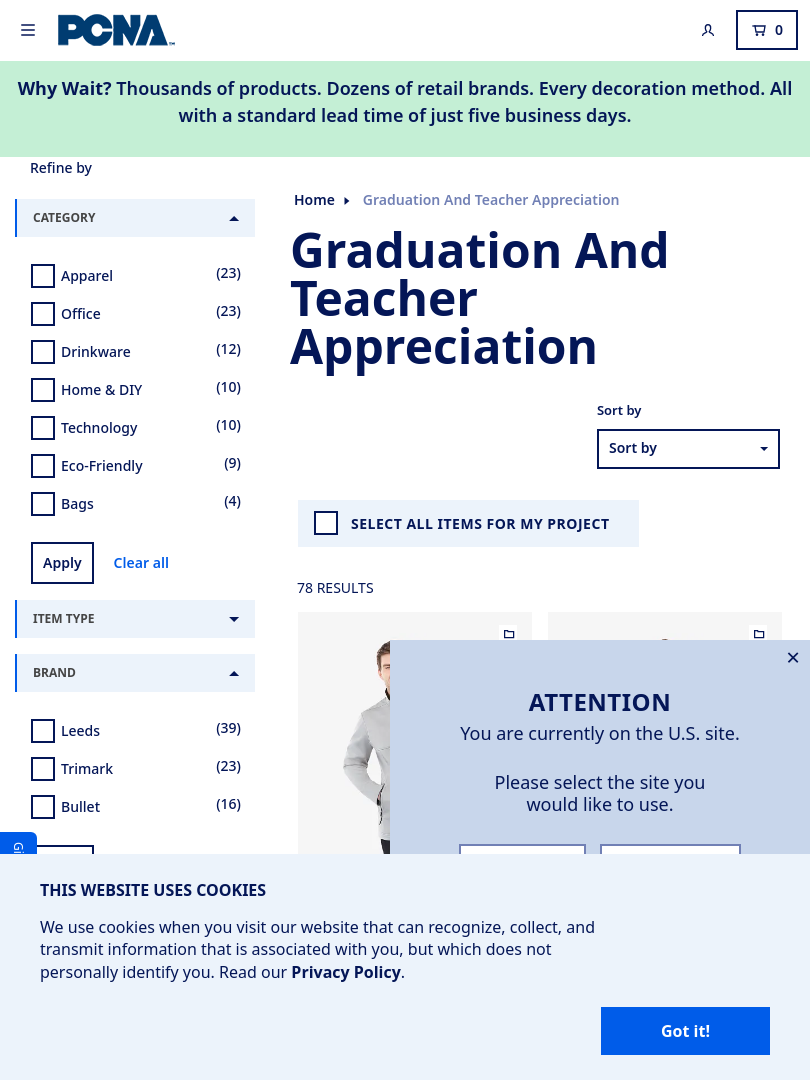 PCNA™
0
Why Wait? Thousands of products. Dozens of retail brands. Every decoration method. All
with a standard lead time of just five business days.
Refine by
CATEGORY
Apparel (23)
Office (23)
Drinkware (12)
Home & DIY (10)
Technology (10)
Eco-Friendly (9)
Bags (4)
Apply Clear all
ITEM TYPE
BRAND
Leeds (39)
Trimark (23)
Bullet (16)
Home Graduation And Teacher Appreciation
Graduation And
Teacher
Appreciation
Sort by
Sort by
SELECT ALL ITEMS FOR MY PROJECT
78 RESULTS
ATTENTION
You are currently on the U.S. site.
Please select the site you
would like to use.
THIS WEBSITE USES COOKIES
We use cookies when you visit our website that can recognize, collect, and
transmit information that is associated with you, but which does not
personally identify you. Read our Privacy Policy.
Got it!